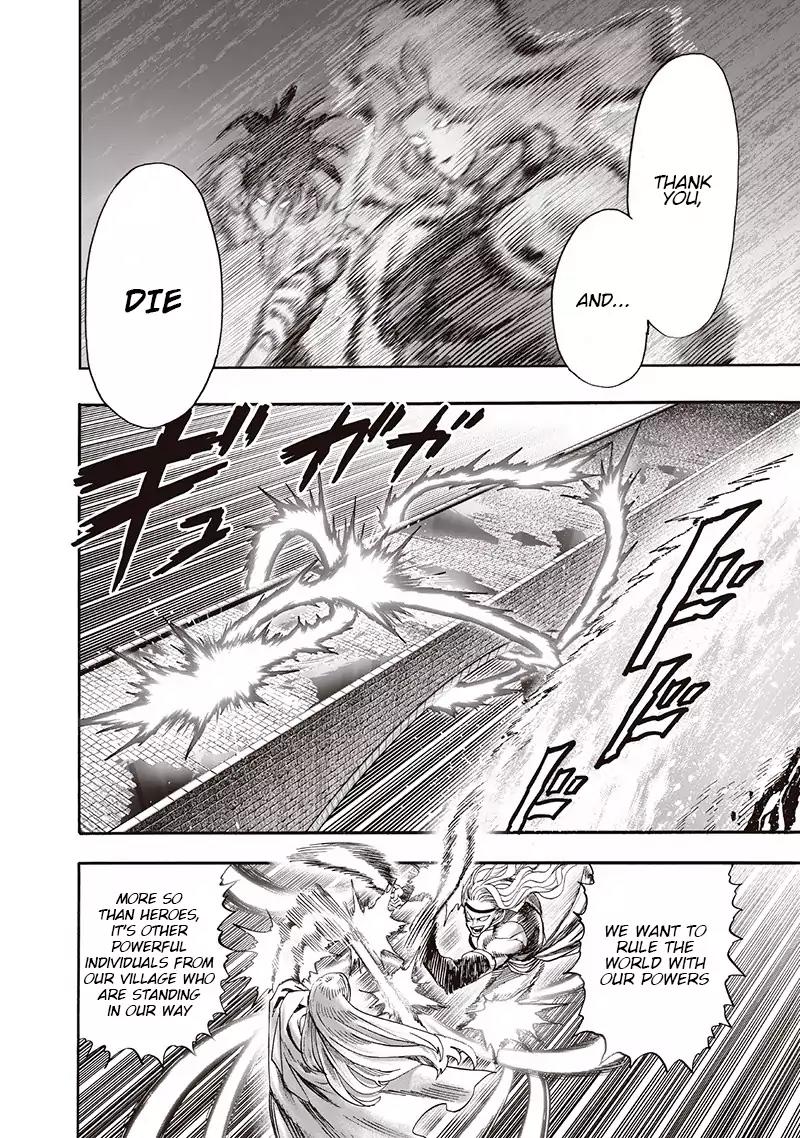 THANK
YOU,
AND...
DIE
ガガ
ギュ
ドドド
WE WANT TO
RULE THE
WORLD WITH
OUR POWERS
MORE SO
THAN HEROES,
IT'S OTHER
POWERFUL
INDIVIDUALS FROM
OUR VILLAGE WHO
ARE STANDING
IN OUR WAY